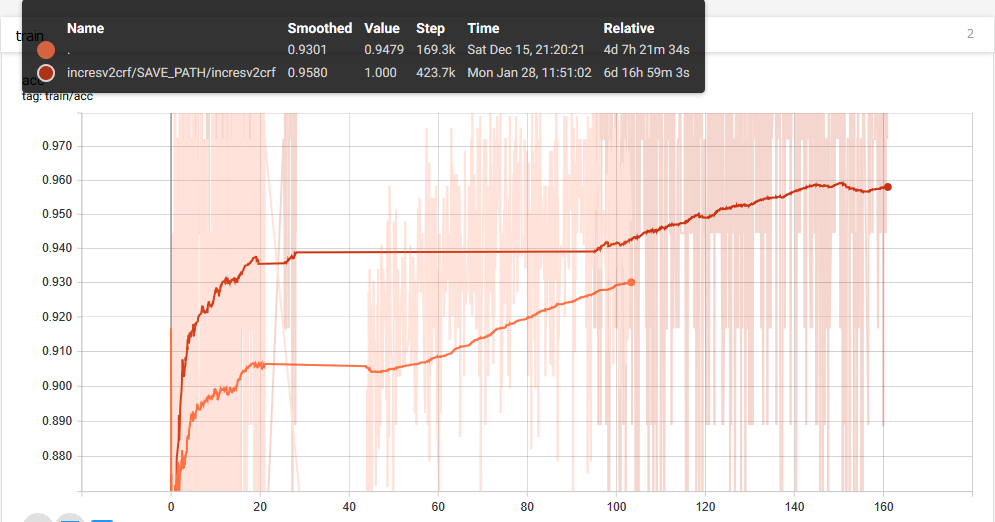 Name Smoothed Value Step Time Relative
train 2
. 0.9301 0.9479 169.3k Sat Dec 15, 21:20:21 4d 7h 21m 34s
incresv2crf/SAVE_PATH/incresv2crf 0.9580 1.000 423.7k Mon Jan 28, 11:51:02 6d 16h 59m 3s
acc
tag: train/acc
0.970
0.960
0.950
0.940
0.930
0.920
0.910
0.900
0.890
0.880
0 20 40 60 80 100 120 140 160